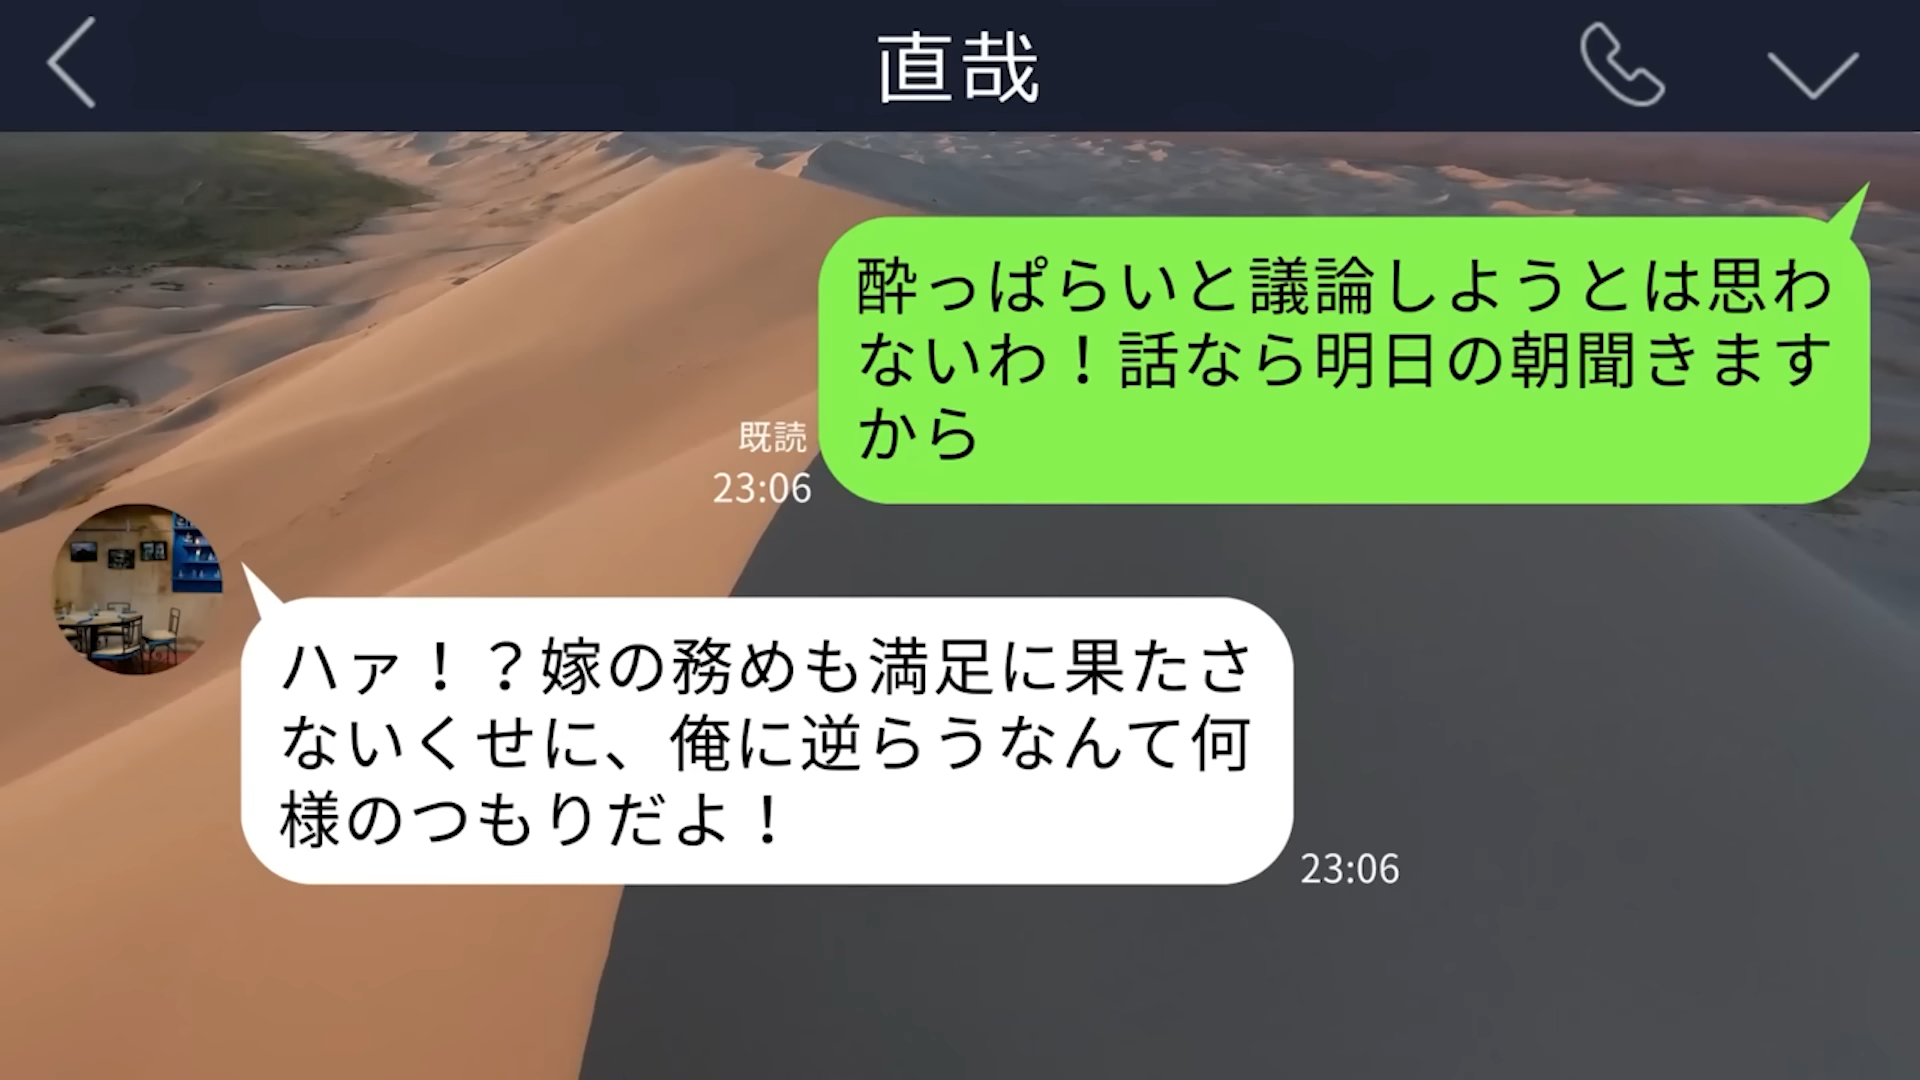 直哉
酔っぱらいと議論しようとは思わ
ないわ！話なら明日の朝聞きます
から
既読
23:06
ハァ！？嫁の務めも満足に果たさ
ないくせに、俺に逆らうなんて何
様のつもりだよ！
23:06